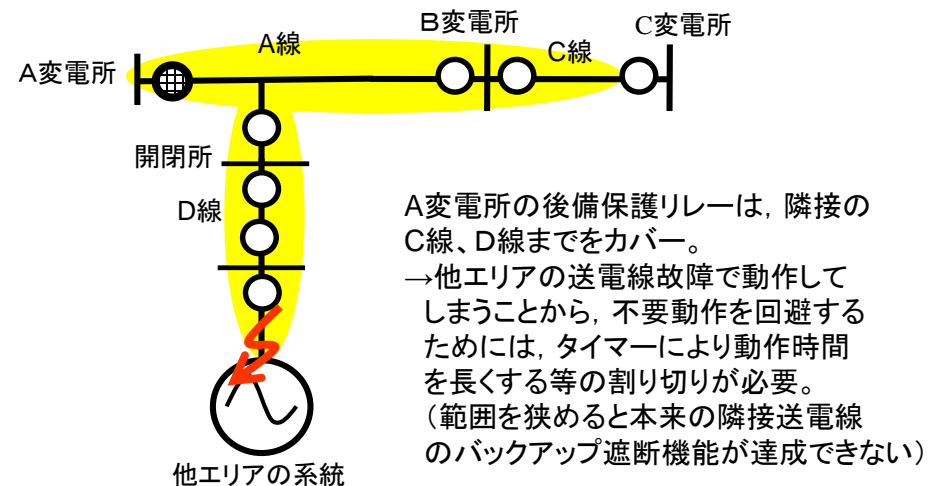 B変電所
C変電所
A線
C線
A変電所
開閉所
D線
A変電所の後備保護リレーは，隣接の
C線、D線までをカバー。
→他エリアの送電線故障で動作して
しまうことから，不要動作を回避する
ためには，タイマーにより動作時間
を長くする等の割り切りが必要。
（範囲を狭めると本来の隣接送電線
のバックアップ遮断機能が達成できない）
他エリアの系統